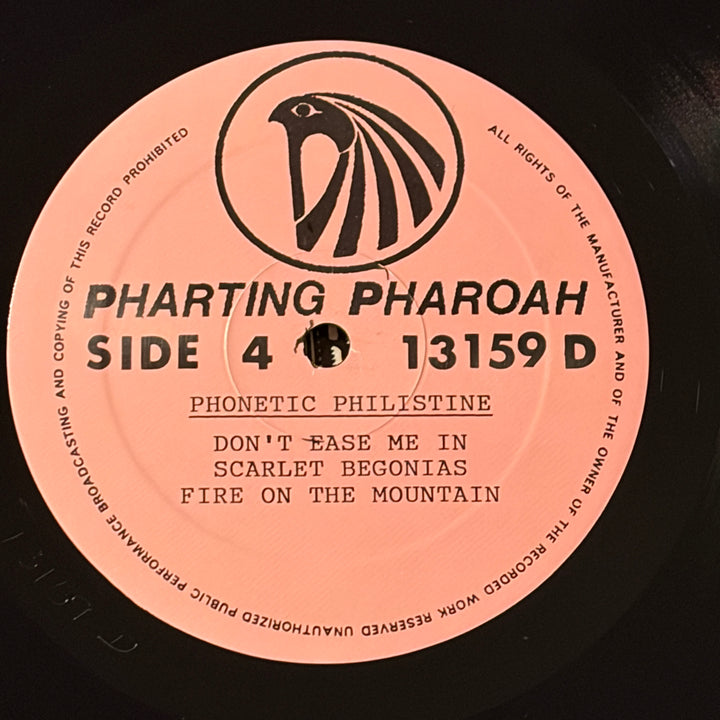 PHARTING PHAROAH
SIDE 4 13159 D
PHONETIC PHILISTINE
DON'T EASE ME IN
SCARLET BEGONIAS
FIRE ON THE MOUNTAIN
ALL RIGHTS OF THE MANUFACTURER AND OF THE OWNER OF THE RECORDED WORK RESERVED UNAUTHORIZED PUBLIC PERFORMANCE BROADCASTING AND COPYING OF THIS RECORD PROHIBITED